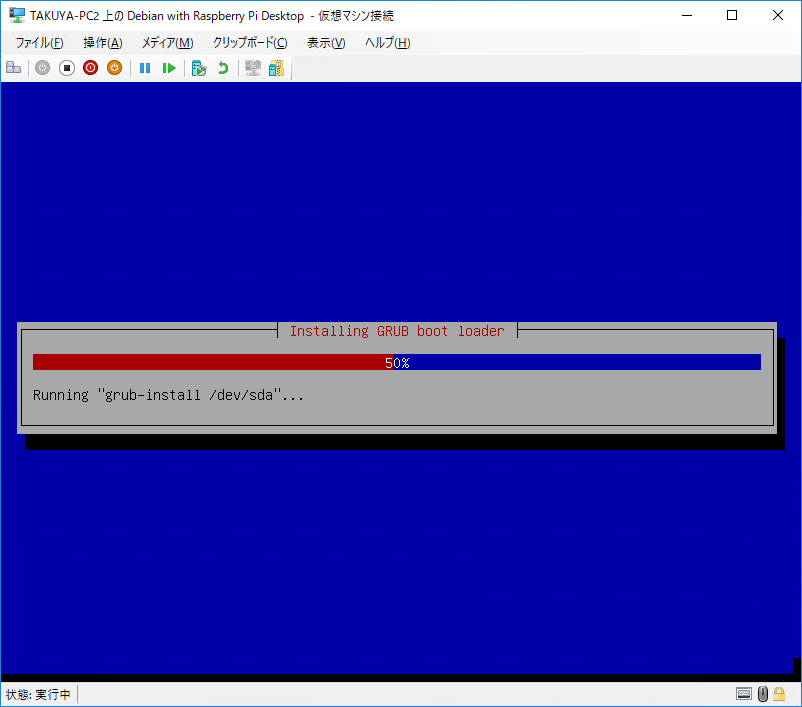 TAKUYA-PC2 上の Debian with Raspberry Pi Desktop - 仮想マシン接続
ファイル(F) 操作(A) メディア(M) クリップボード(C) 表示(V) ヘルプ(H)
Installing GRUB boot loader
50%
Running "grub-install /dev/sda"...
状態: 実行中